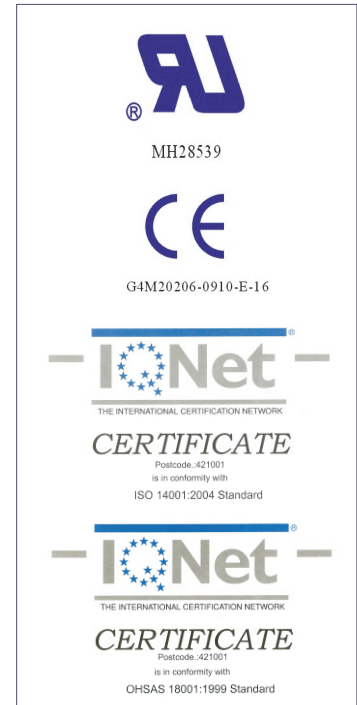 RU
®
MH28539
CE
G4M20206-0910-E-16
®
IQNet
THE INTERNATIONAL CERTIFICATION NETWORK
CERTIFICATE
Postcode.:421001
is in conformity with
ISO 14001:2004 Standard
®
IQNet
THE INTERNATIONAL CERTIFICATION NETWORK
CERTIFICATE
Postcode.:421001
is in conformity with
OHSAS 18001:1999 Standard